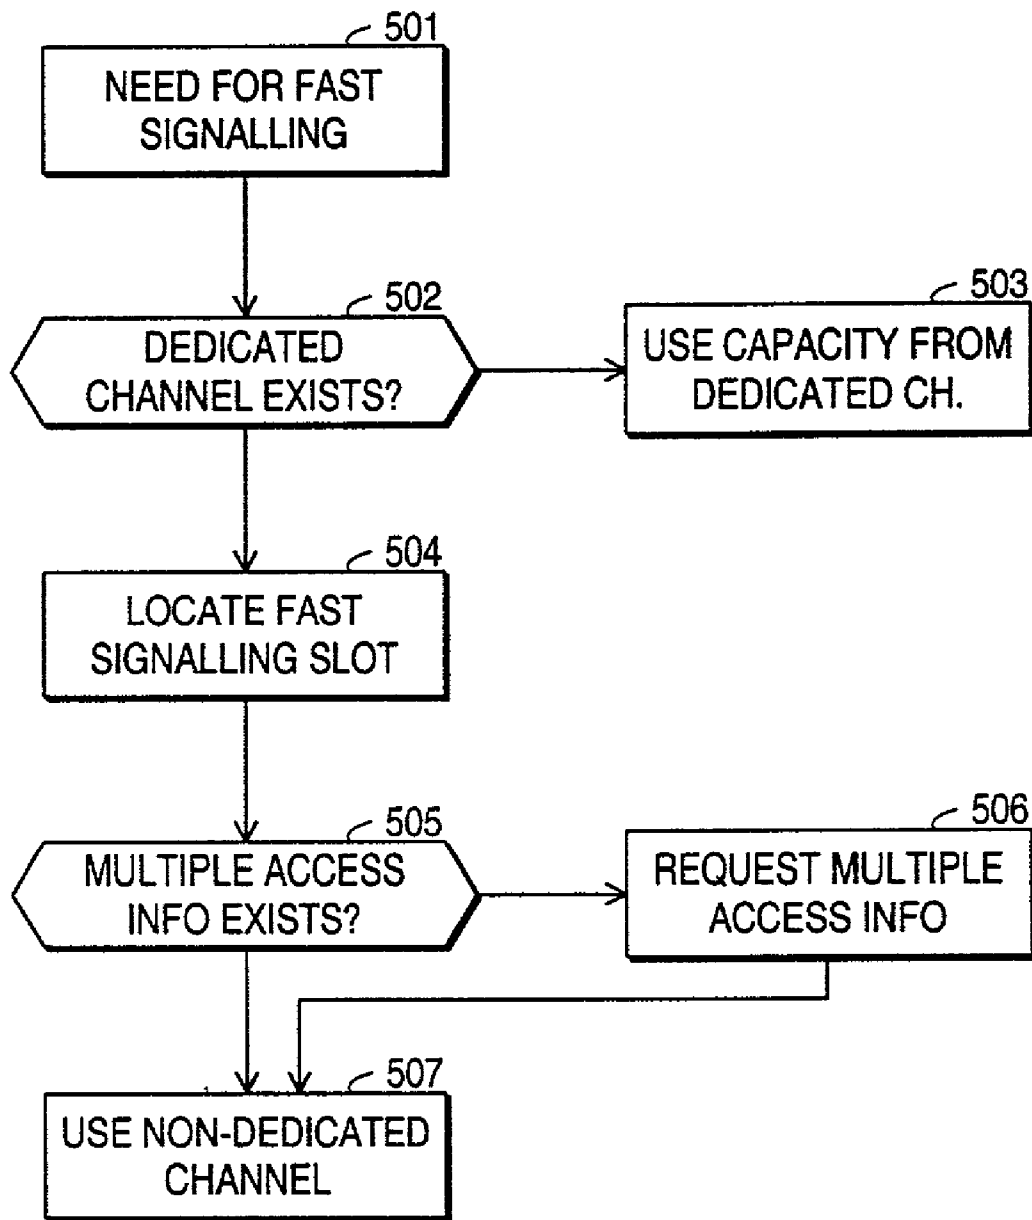 501
NEED FOR FAST
SIGNALLING
502
DEDICATED
CHANNEL EXISTS?
503
USE CAPACITY FROM
DEDICATED CH.
504
LOCATE FAST
SIGNALLING SLOT
505
MULTIPLE ACCESS
INFO EXISTS?
506
REQUEST MULTIPLE
ACCESS INFO
507
USE NON-DEDICATED
CHANNEL